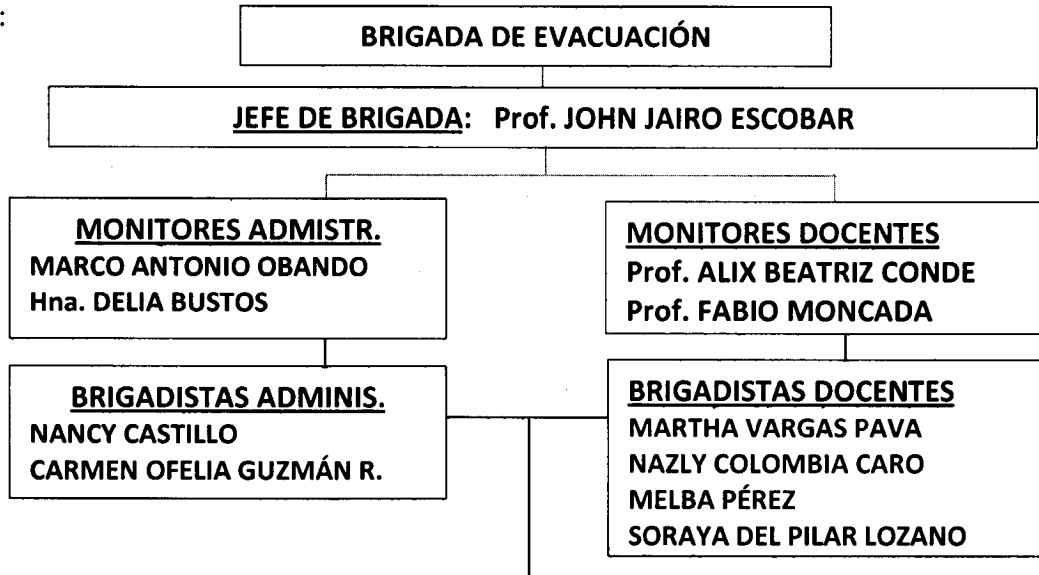 :
BRIGADA DE EVACUACIÓN
JEFE DE BRIGADA: Prof. JOHN JAIRO ESCOBAR
MONITORES ADMISTR.
MARCO ANTONIO OBANDO
Hna. DELIA BUSTOS
MONITORES DOCENTES
Prof. ALIX BEATRIZ CONDE
Prof. FABIO MONCADA
BRIGADISTAS ADMINIS.
NANCY CASTILLO
CARMEN OFELIA GUZMÁN R.
BRIGADISTAS DOCENTES
MARTHA VARGAS PAVA
NAZLY COLOMBIA CARO
MELBA PÉREZ
SORAYA DEL PILAR LOZANO